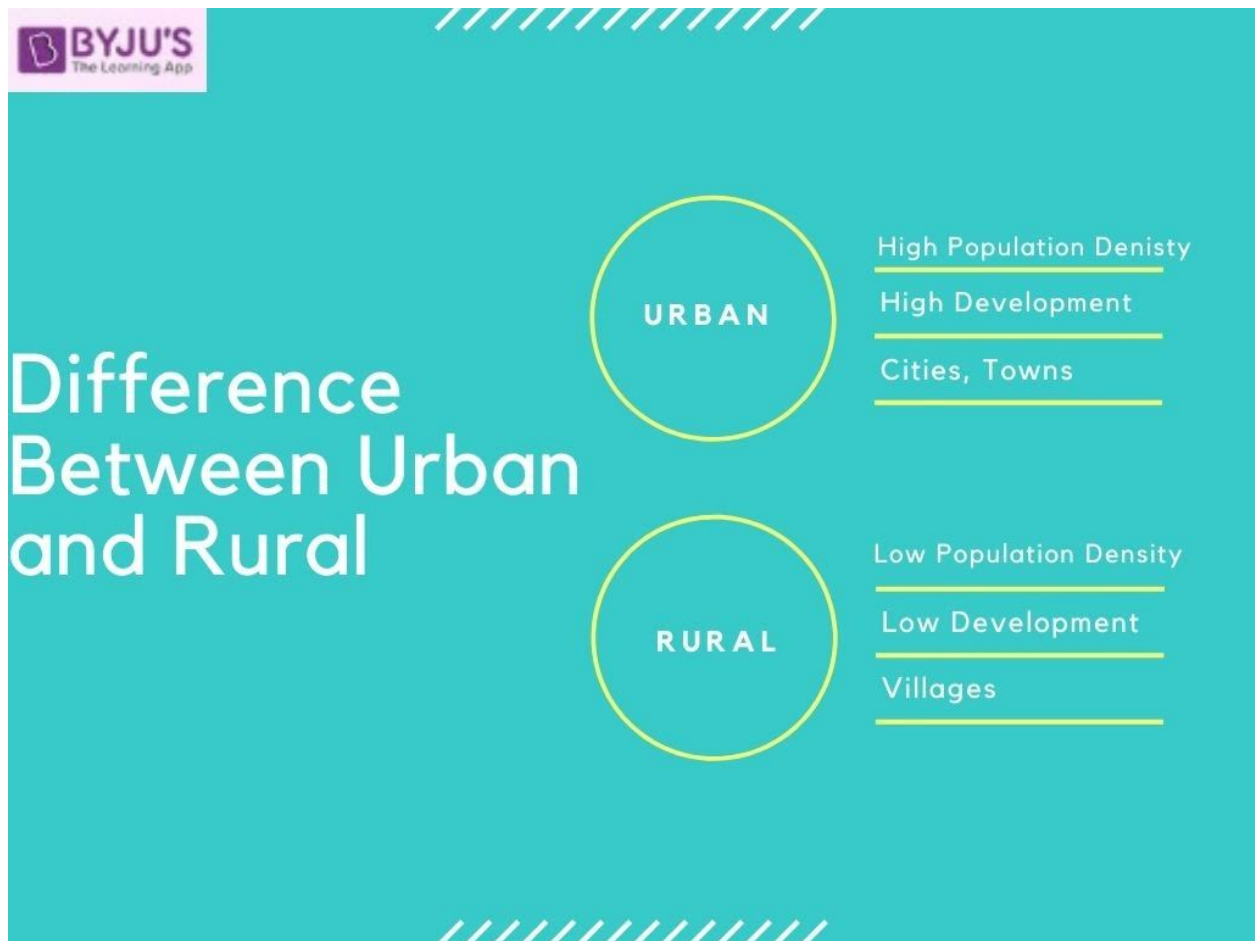 BYJU'S
The Learning App
Difference
Between Urban
and Rural
URBAN
High Population Denisty
High Development
Cities, Towns
RURAL
Low Population Density
Low Development
Villages